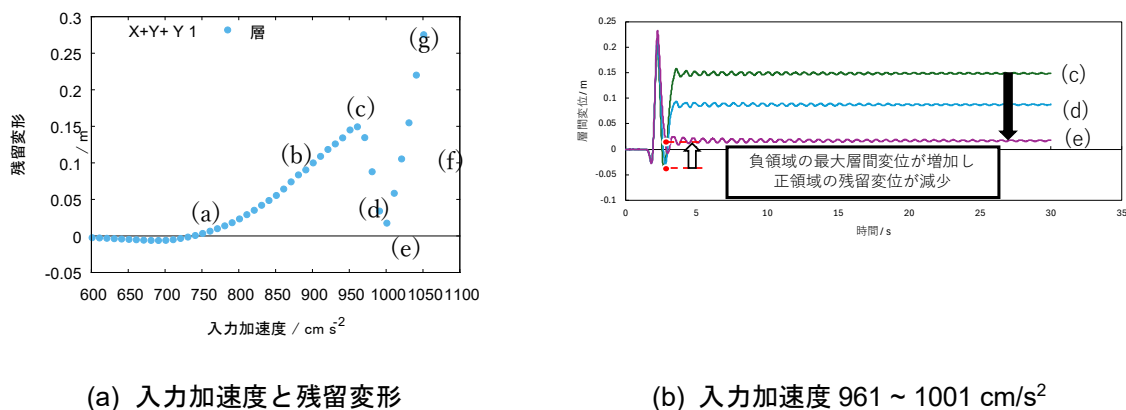 0.3
0.25
0.2
0.15
0.1
0.05
0
-0.05
残留変形 / m
X+Y+ Y 1 層
(a)
(b)
(c)
(d)
(e)
(f)
(g)
600 650 700 750 800 850 900 950 1000 1050 1100
入力加速度 / cm s-2
(a) 入力加速度と残留変形
0.25
0.2
0.15
0.1
0.05
0
-0.05
-0.1
層間変位/ m
(c)
(d)
(e)
負領域の最大層間変位が増加し
正領域の残留変位が減少
0 5 10 15 20 25 30 35
時間 / s
(b) 入力加速度 961 ~ 1001 cm/s2